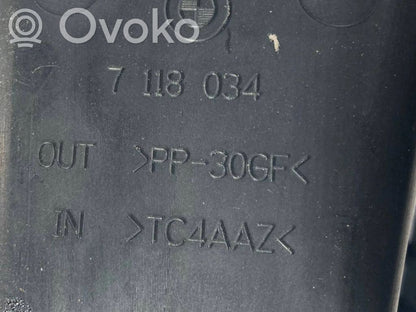 Ovoko
7 118 034
OUT >PP-30GF<
IN >TC4AAZ<